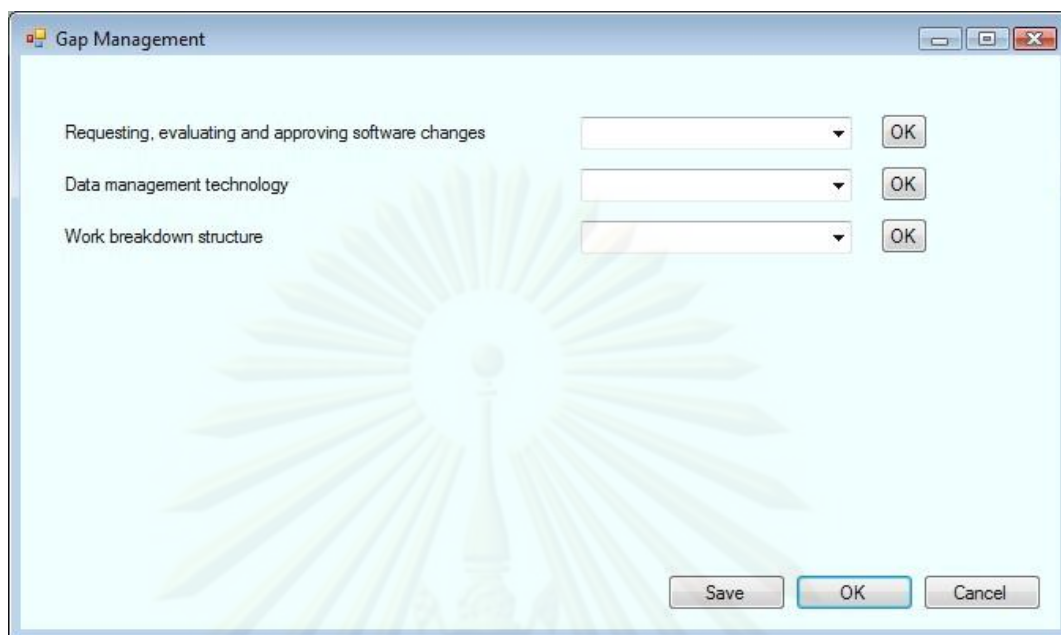 Gap Management
Requesting, evaluating and approving software changes OK
Data management technology OK
Work breakdown structure OK
Save OK Cancel